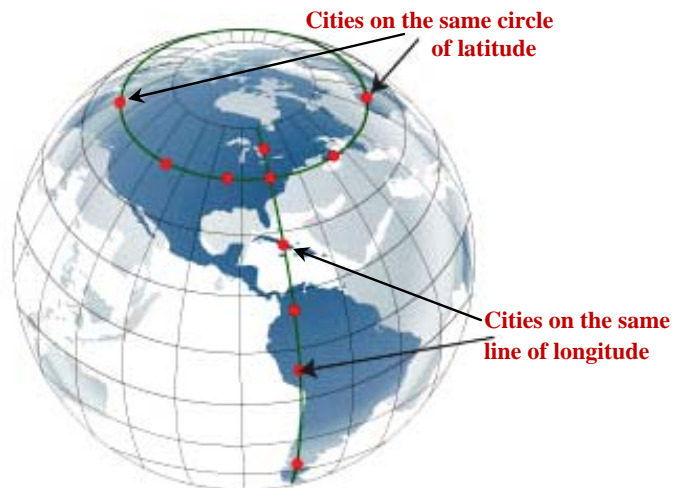 Cities on the same circle
of latitude
Cities on the same
line of longitude